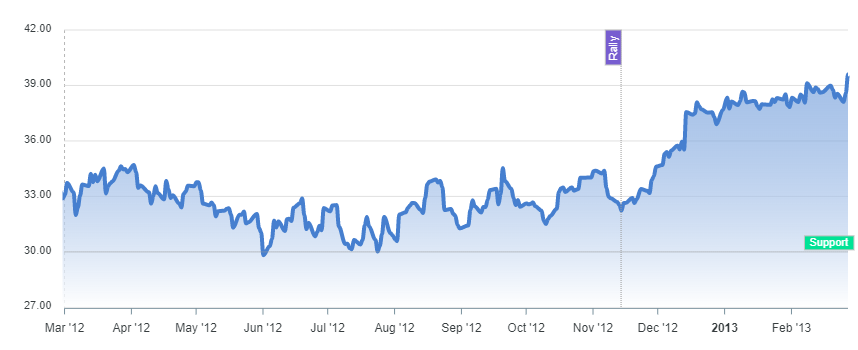 42.00
Rally
39.00
36.00
33.00
30.00
Support
27.00
Mar '12 Apr '12 May '12 Jun '12 Jul '12 Aug '12 Sep '12 Oct '12 Nov '12 Dec '12 2013 Feb '13